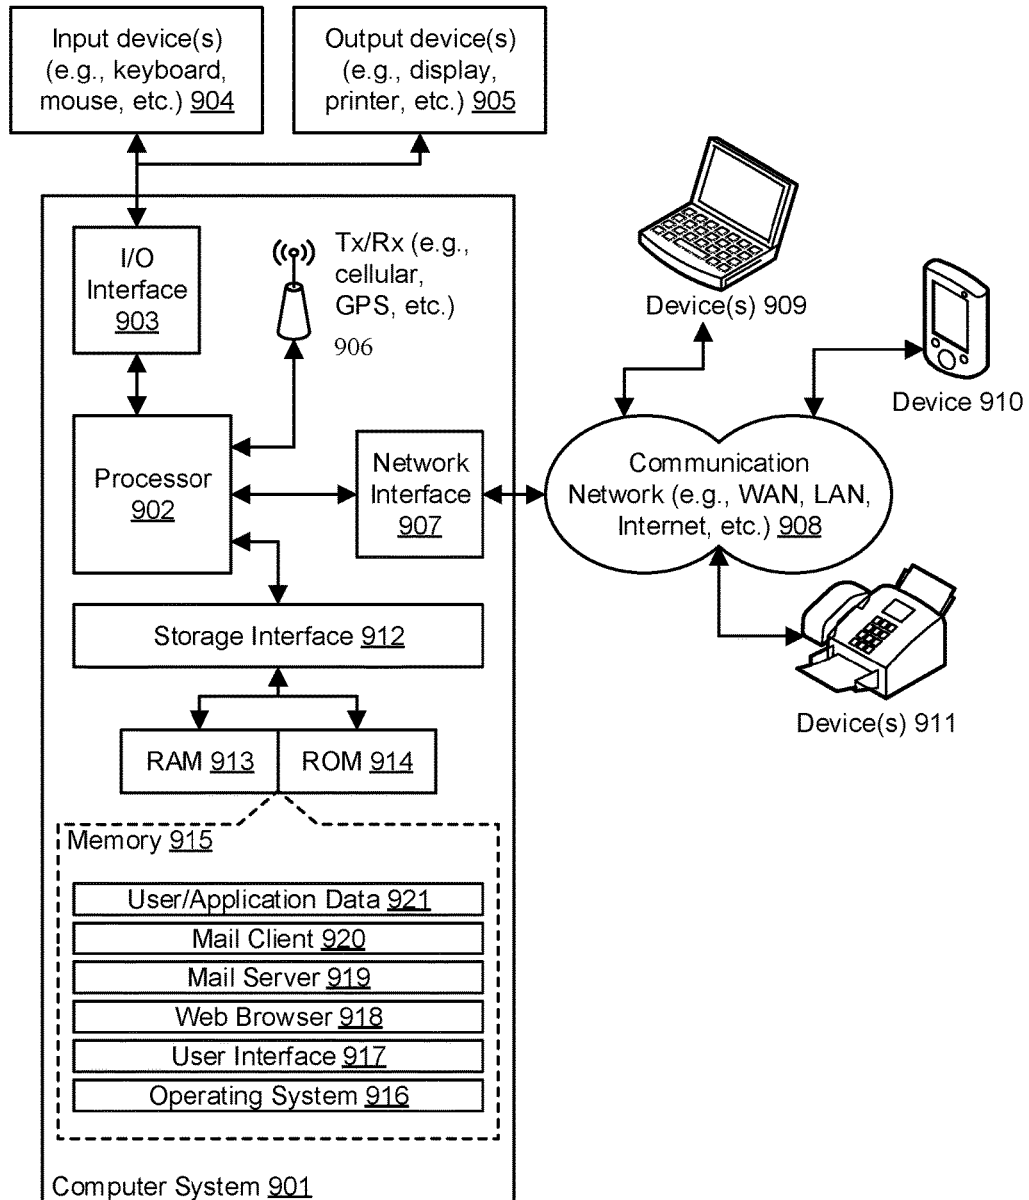 Input device(s)
(e.g., keyboard,
mouse, etc.) 904
Output device(s)
(e.g., display,
printer, etc.) 905
I/O
Interface
903
Tx/Rx (e.g.,
cellular,
GPS, etc.)
906
Device(s) 909
Device 910
Processor
902
Network
Interface
907
Communication
Network (e.g., WAN, LAN,
Internet, etc.) 908
Storage Interface 912
Device(s) 911
RAM 913
ROM 914
Memory 915
User/Application Data 921
Mail Client 920
Mail Server 919
Web Browser 918
User Interface 917
Operating System 916
Computer System 901